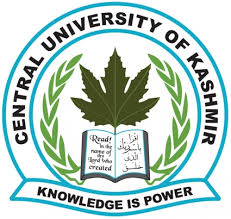 CENTRAL UNIVERSITY OF KASHMIR
Read!
in the
name of
the
Lord who
created
اقرأ
باسم ربك
الذي
خلق
KNOWLEDGE IS POWER